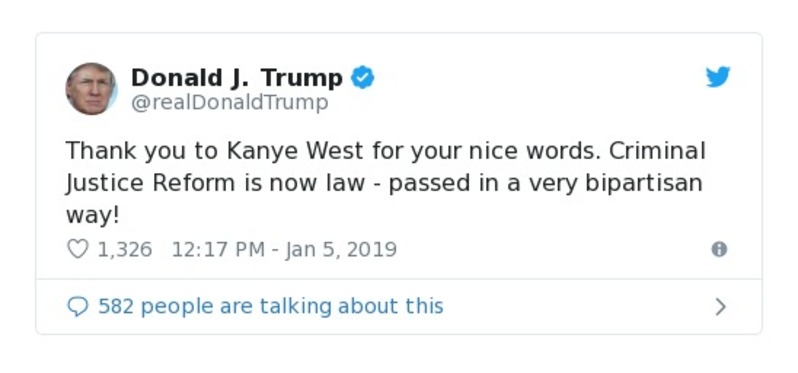 Donald J. Trump
@realDonaldTrump
Thank you to Kanye West for your nice words. Criminal
Justice Reform is now law - passed in a very bipartisan
way!
1,326 12:17 PM - Jan 5, 2019
582 people are talking about this